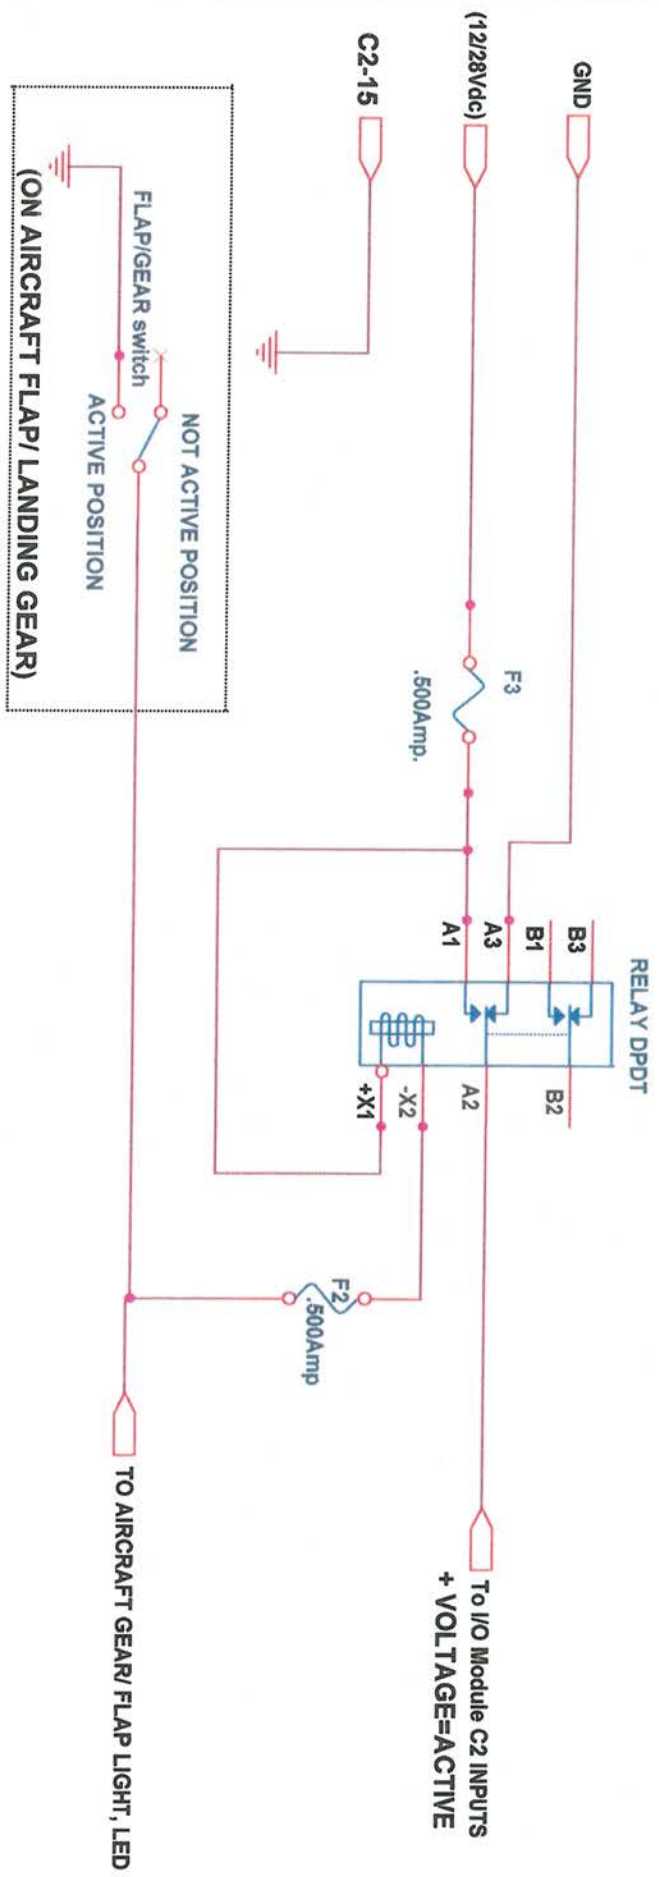 RELAY DPDT
GND
B3
B1
B2
A3
A1
A2
(12/28Vdc)
F3
.500Amp.
-X2
+X1
To I/O Module C2 INPUTS
+ VOLTAGE=ACTIVE
C2-15
F2
.500Amp
NOT ACTIVE POSITION
FLAP/GEAR switch
ACTIVE POSITION
(ON AIRCRAFT FLAP/ LANDING GEAR)
TO AIRCRAFT GEAR/ FLAP LIGHT, LED